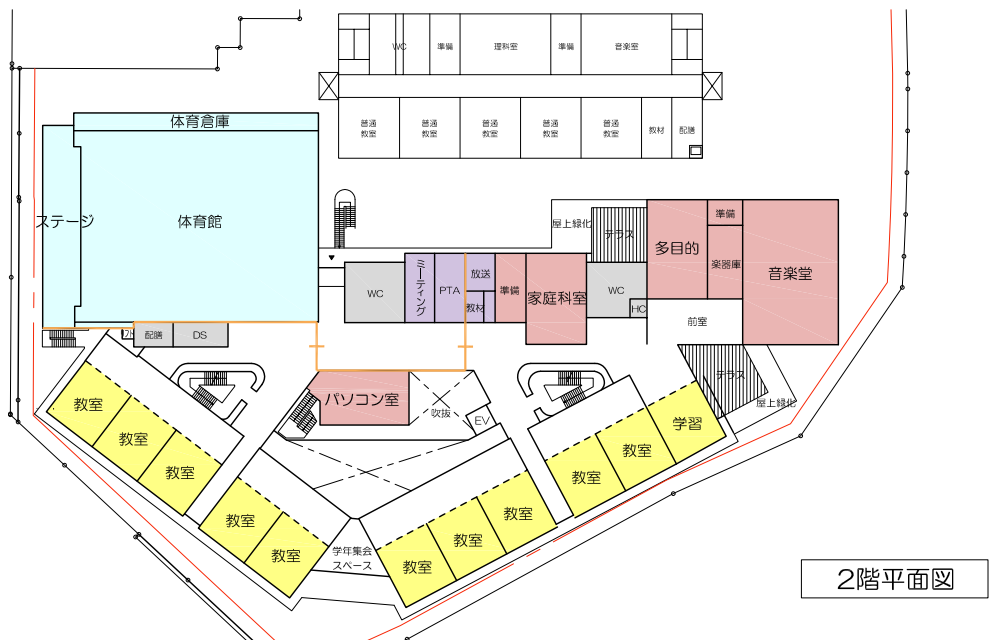 WC
準備
理科室
準備
音楽室
普通
教室
普通
教室
普通
教室
普通
教室
普通
教室
教材
配膳
体育倉庫
ステージ
体育館
屋上緑化
テラス
多目的
準備
楽器庫
音楽堂
WC
ミーティング
PTA
放送
教材
準備
家庭科室
WC
HC
前室
配膳
DS
パソコン室
吹抜
EV
テラス
屋上緑化
教室
教室
教室
教室
教室
学年集会
スペース
教室
教室
教室
教室
教室
学習
2階平面図